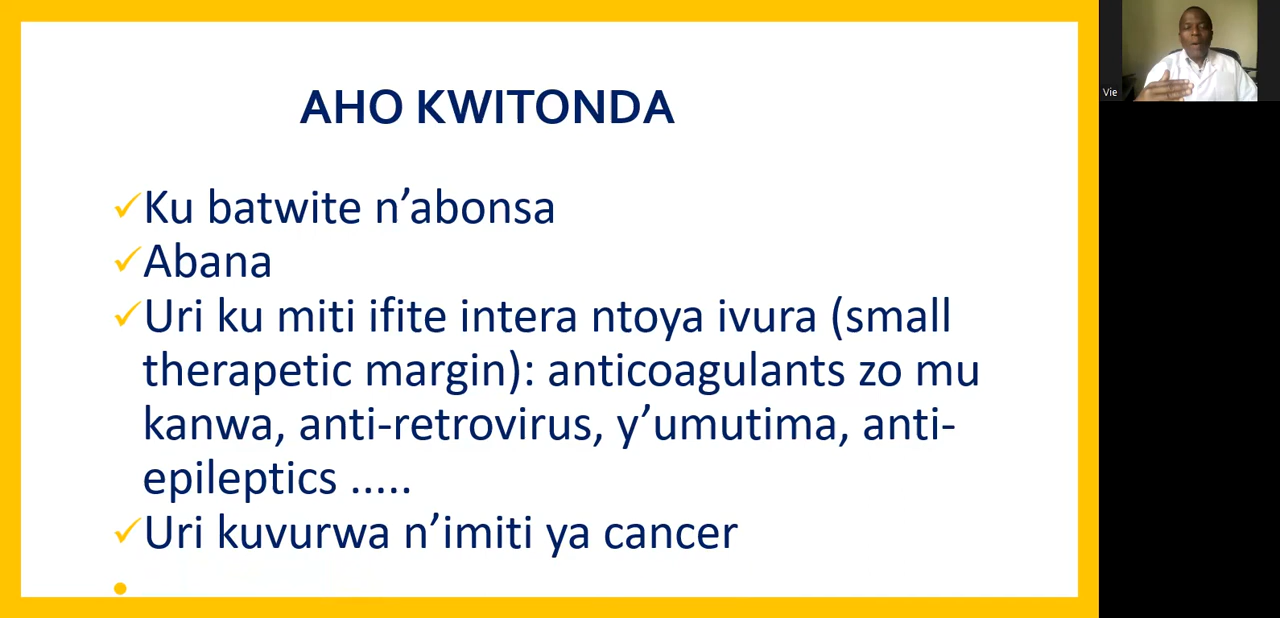 AHO KWITONDA
Ku batwite n’abonsa
Abana
Uri ku miti ifite intera ntoya ivura (small
therapetic margin): anticoagulants zo mu
kanwa, anti-retrovirus, y’umutima, anti-
epileptics .....
Uri kuvurwa n’imiti ya cancer
Vie